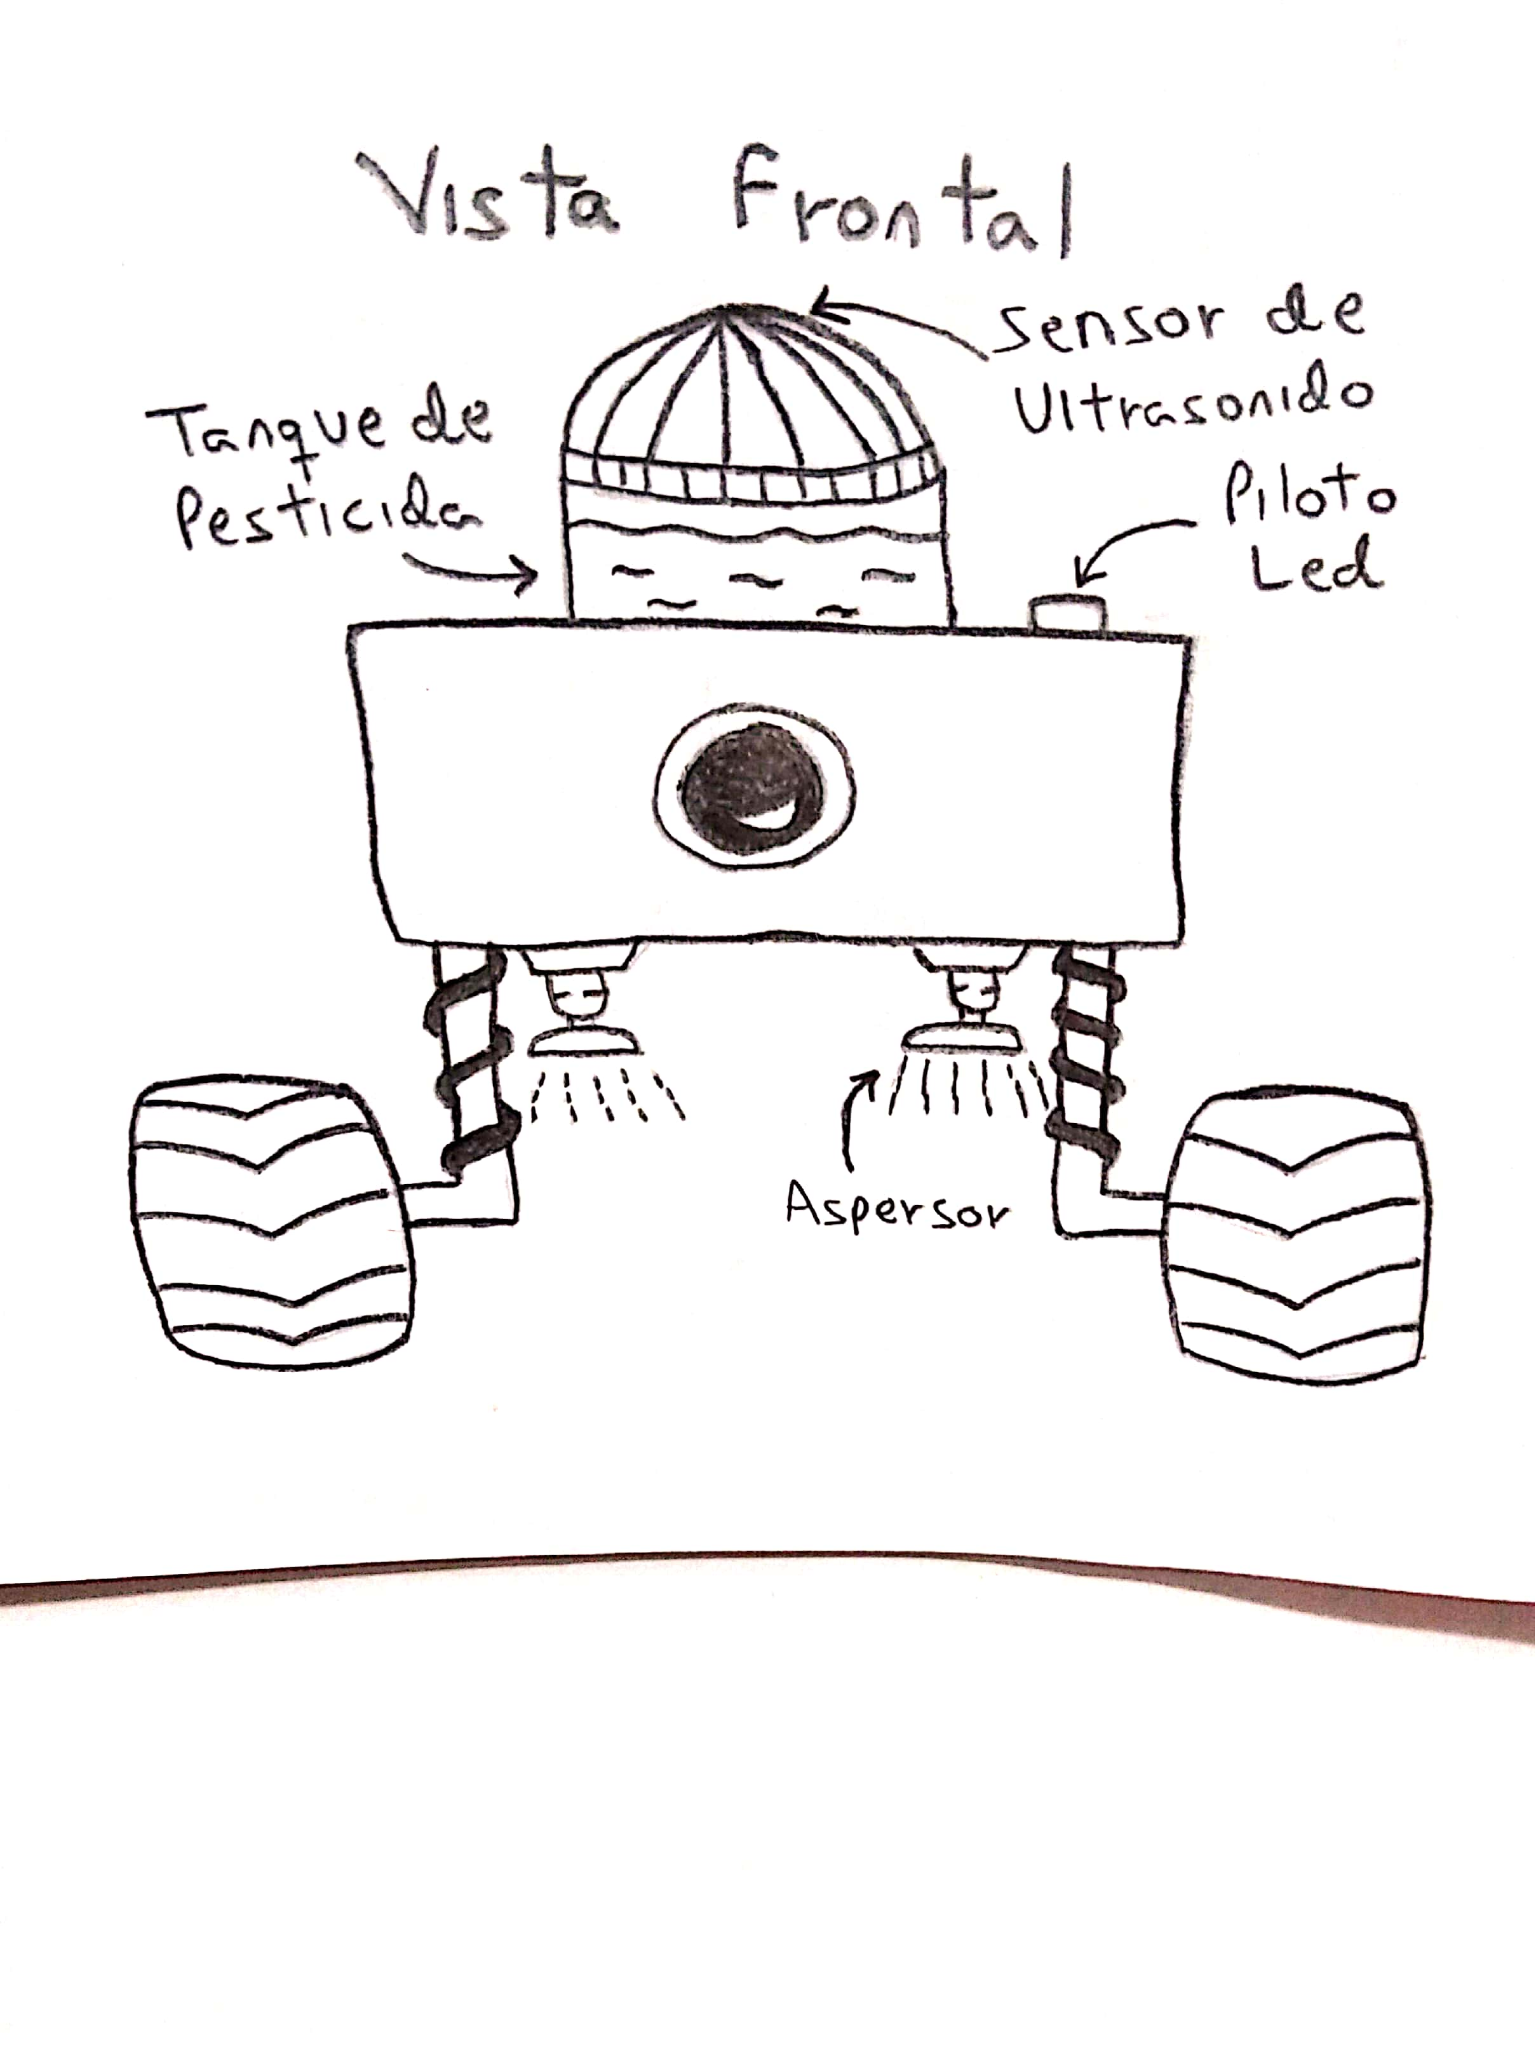 Vista Frontal
Sensor de
Ultrasonido
Tanque de
Pesticida
Piloto
Led
Aspersor